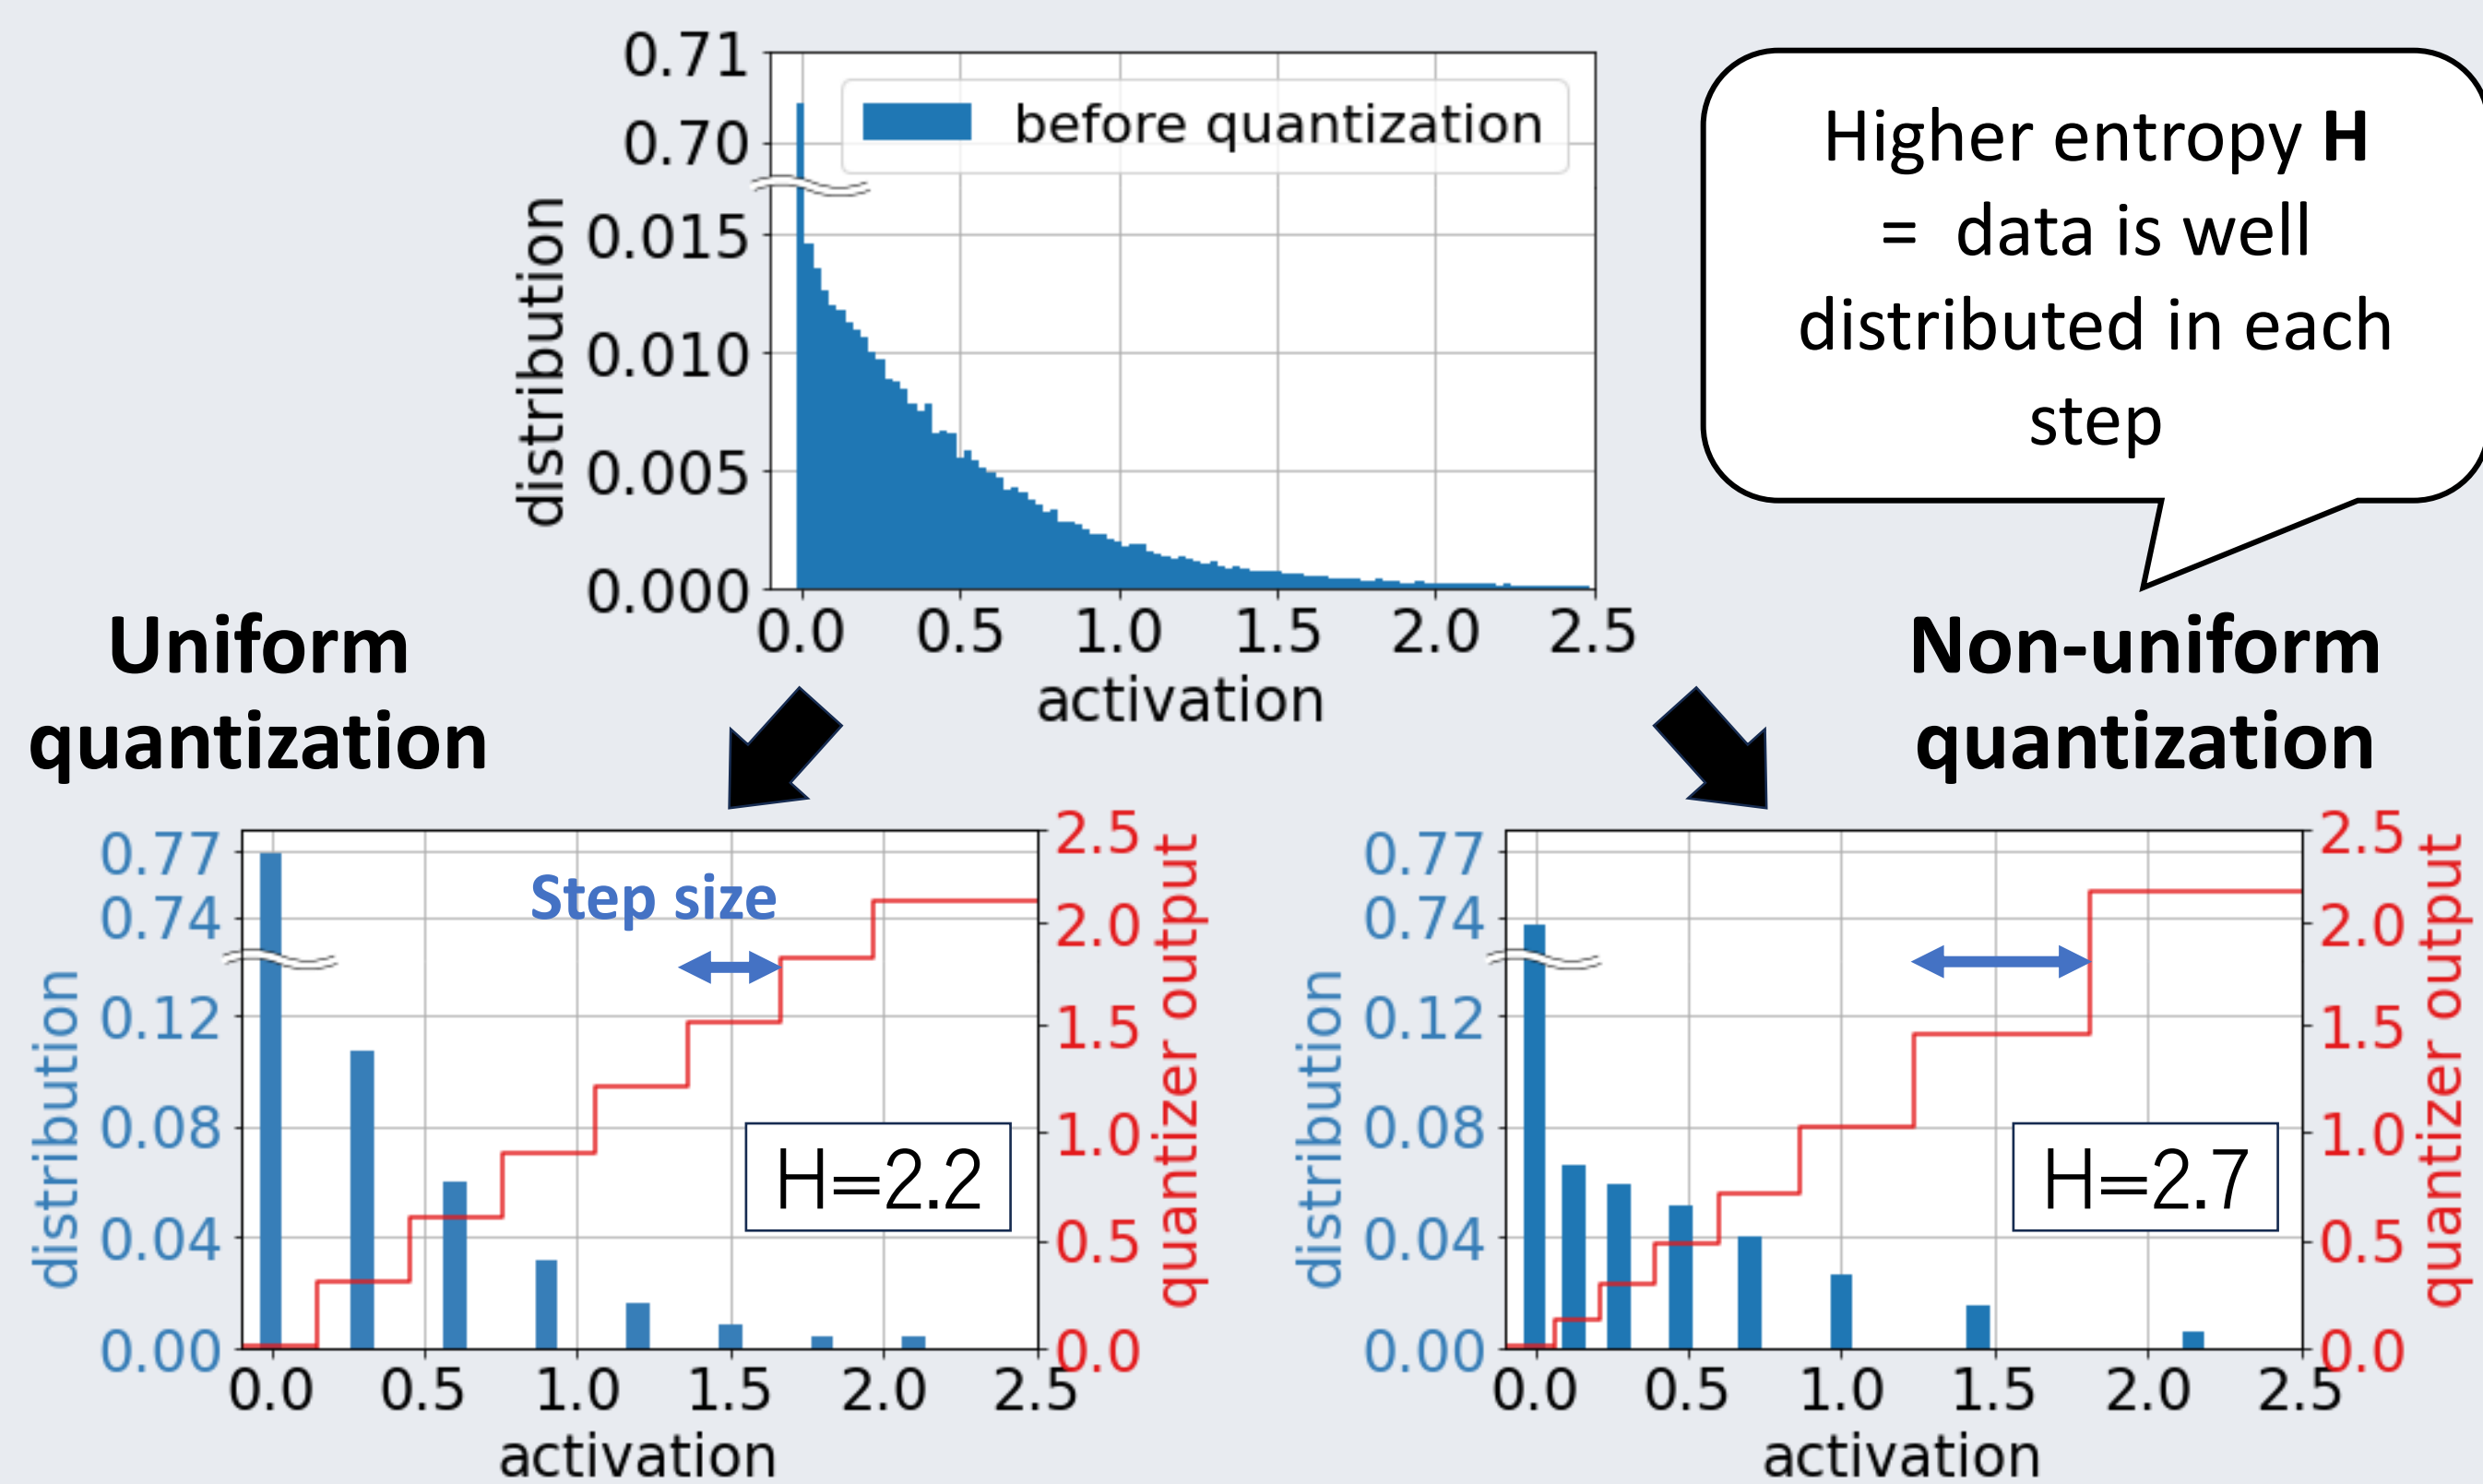 0.71
0.70
0.015
0.010
0.005
0.000
distribution
before quantization
0.0 0.5 1.0 1.5 2.0 2.5
activation
Higher entropy H
= data is well
distributed in each
step
Uniform
quantization
Non-uniform
quantization
0.77
0.74
0.12
0.08
0.04
0.00
distribution
Step size
H=2.2
2.5
2.0
1.5
1.0
0.5
0.0
quantizer output
0.0 0.5 1.0 1.5 2.0 2.5
activation
0.77
0.74
0.12
0.08
0.04
0.00
distribution
H=2.7
2.5
2.0
1.5
1.0
0.5
0.0
quantizer output
0.0 0.5 1.0 1.5 2.0 2.5
activation